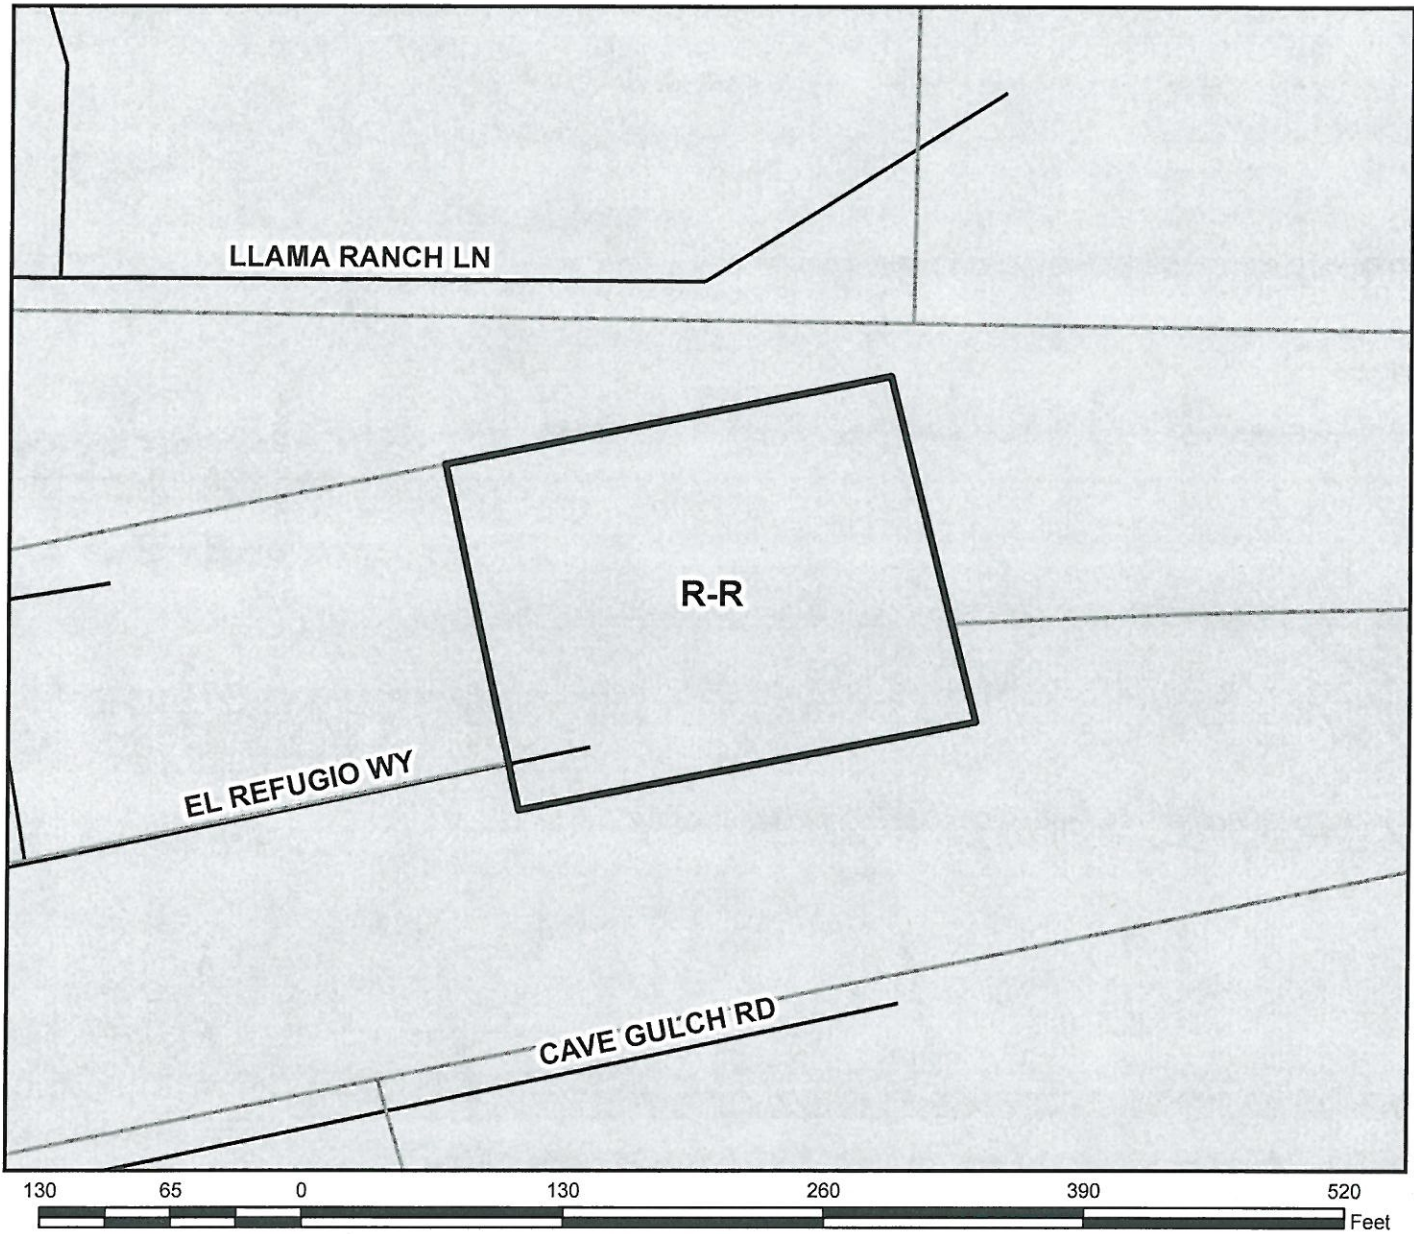 LLAMA RANCH LN
R-R
EL REFUGIO WY
CAVE GULCH RD
130 65 0 130 260 390 520
Feet